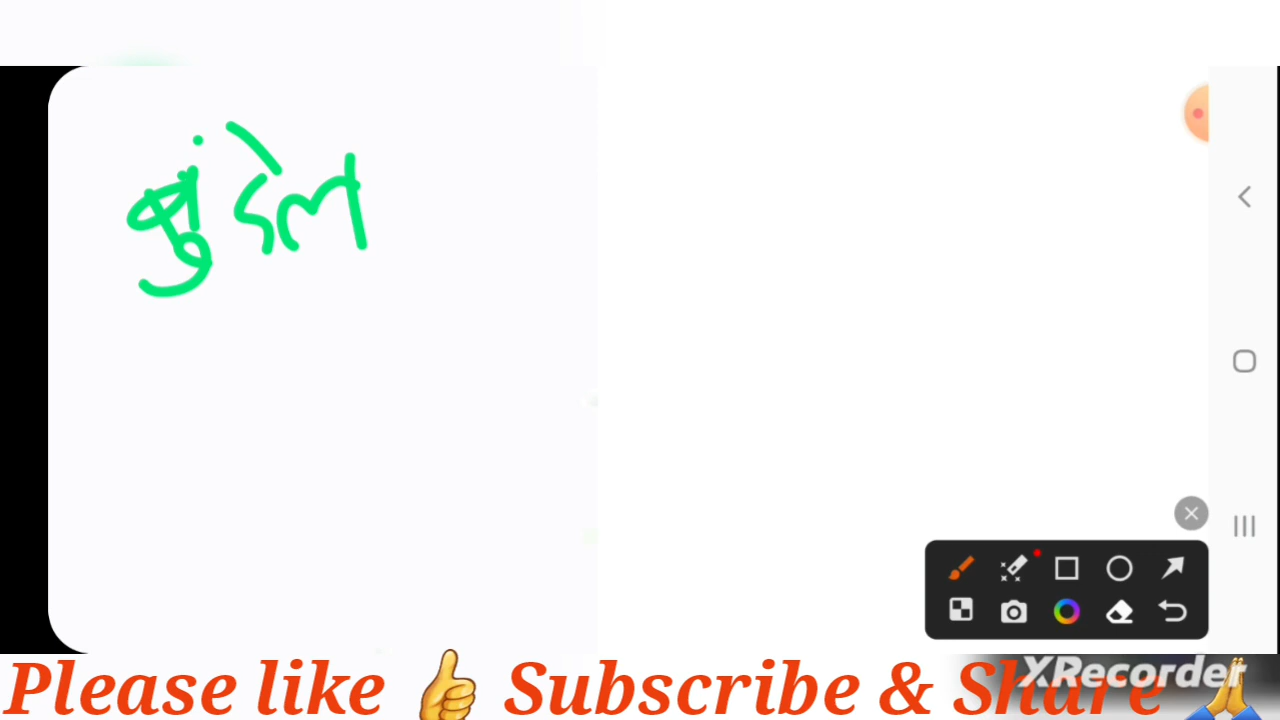 बुंदेल
Please like 👍 Subscribe & Share 🙏
XRecorder